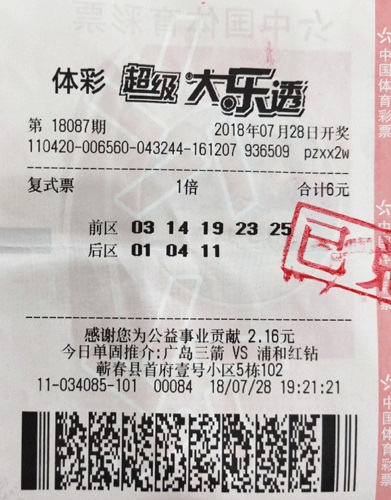 六中国体育彩票
体彩 超级大乐透
第 18087期 2018年07月28日开奖
110420-006560-043244-161207 936509 pzxx2w
复式票 1倍 合计6元
前区 03 14 19 23 25
后区 01 04 11
已
感谢您为公益事业贡献 2.16元
今日单固推介:广岛三箭 VS 浦和红钻
蕲春县首府壹号小区5栋102
11-034085-101 00084 18/07/28 19:21:21
中国体育彩票
中国体育彩票
中国体育彩